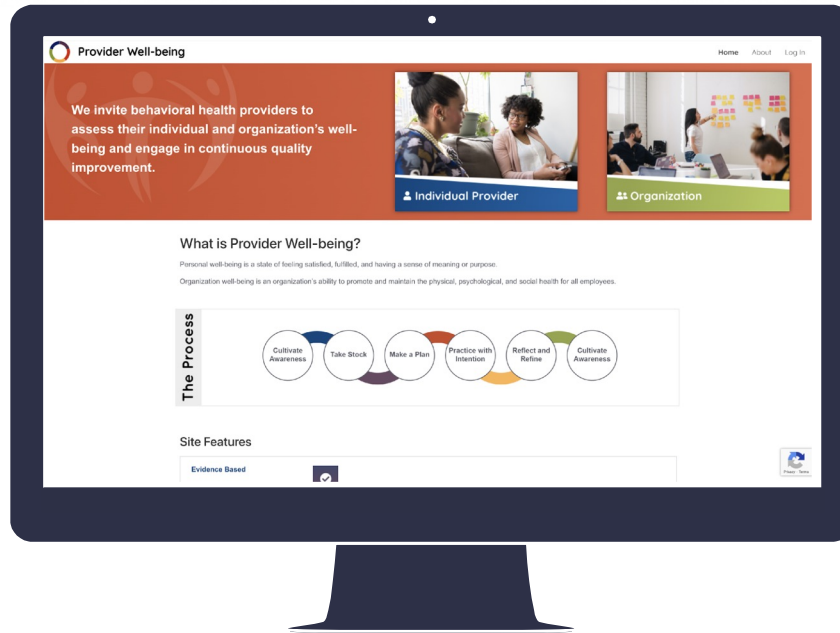 Provider Well-being
Home About Log In
We invite behavioral health providers to
assess their individual and organization's well-
being and engage in continuous quality
improvement.
Individual Provider
Organization
What is Provider Well-being?
Personal well-being is a state of feeling satisfied, fulfilled, and having a sense of meaning or purpose.
Organization well-being is an organization's ability to promote and maintain the physical, psychological, and social health for all employees.
The Process
Cultivate
Awareness
Take Stock
Make a Plan
Practice with
Intention
Reflect and
Refine
Cultivate
Awareness
Site Features
Evidence Based
Privacy - Terms